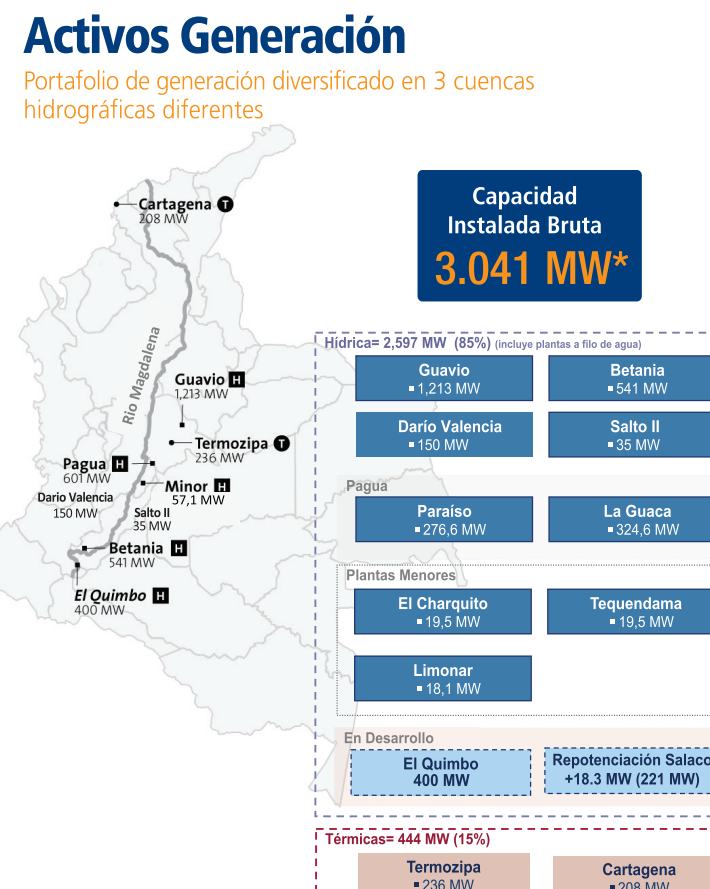 Activos Generación
Portafolio de generación diversificado en 3 cuencas
hidrográficas diferentes
Capacidad
Instalada Bruta
3.041 MW*
Cartagena T
208 MW
Rio Magdalena
Guavio H
1,213 MW
Termozipa T
236 MW
Pagua H
601 MW
Minor H
57,1 MW
Dario Valencia
150 MW
Salto II
35 MW
Betania H
541 MW
El Quimbo H
400 MW
Hídrica= 2,597 MW (85%) (incluye plantas a filo de agua)
Guavio
1,213 MW
Betania
541 MW
Darío Valencia
150 MW
Salto II
35 MW
Pagua
Paraíso
276,6 MW
La Guaca
324,6 MW
Plantas Menores
El Charquito
19,5 MW
Tequendama
19,5 MW
Limonar
18,1 MW
En Desarrollo
El Quimbo
400 MW
Repotenciación Salaco
+18.3 MW (221 MW)
Térmicas= 444 MW (15%)
Termozipa
236 MW
Cartagena
208 MW